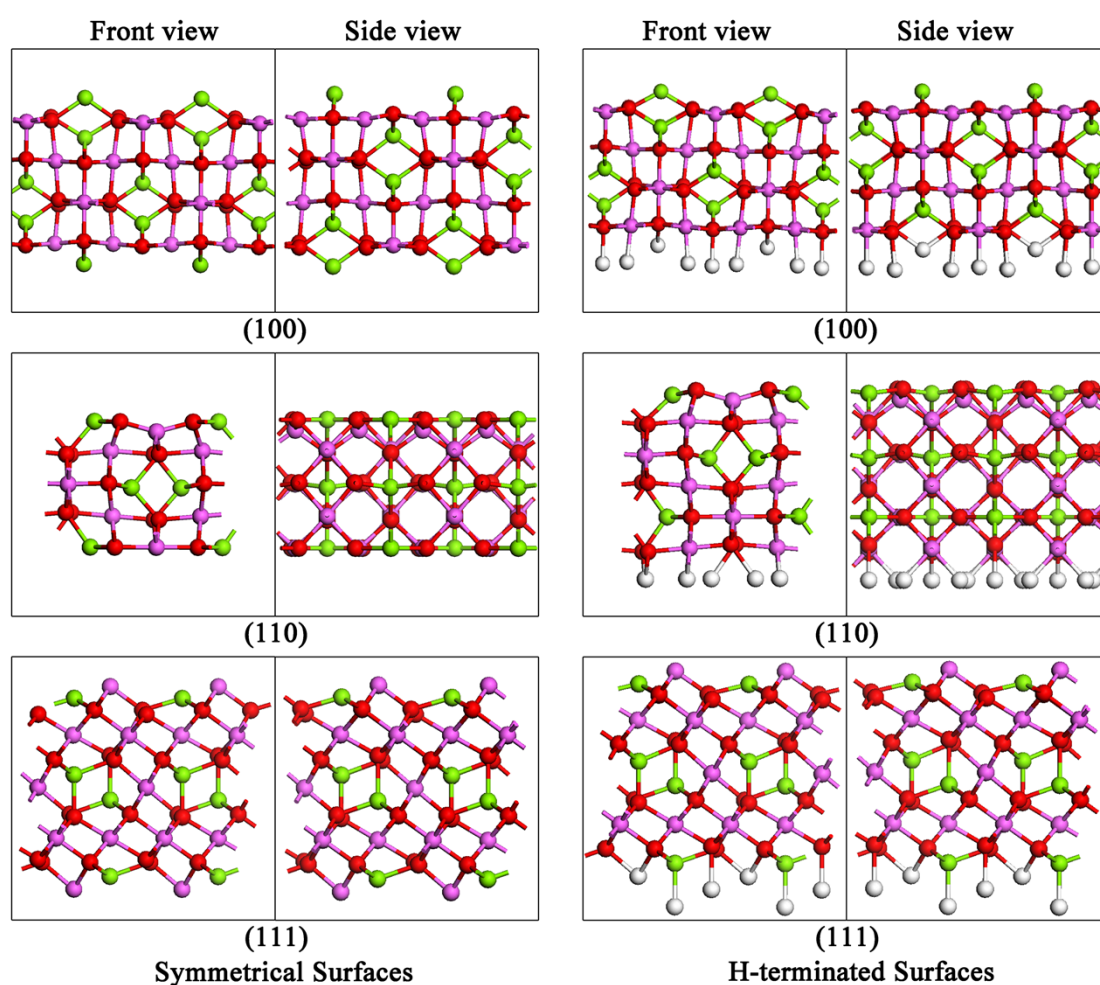 Front view Side view Front view Side view
(100) (100)
(110) (110)
(111) (111)
Symmetrical Surfaces H-terminated Surfaces